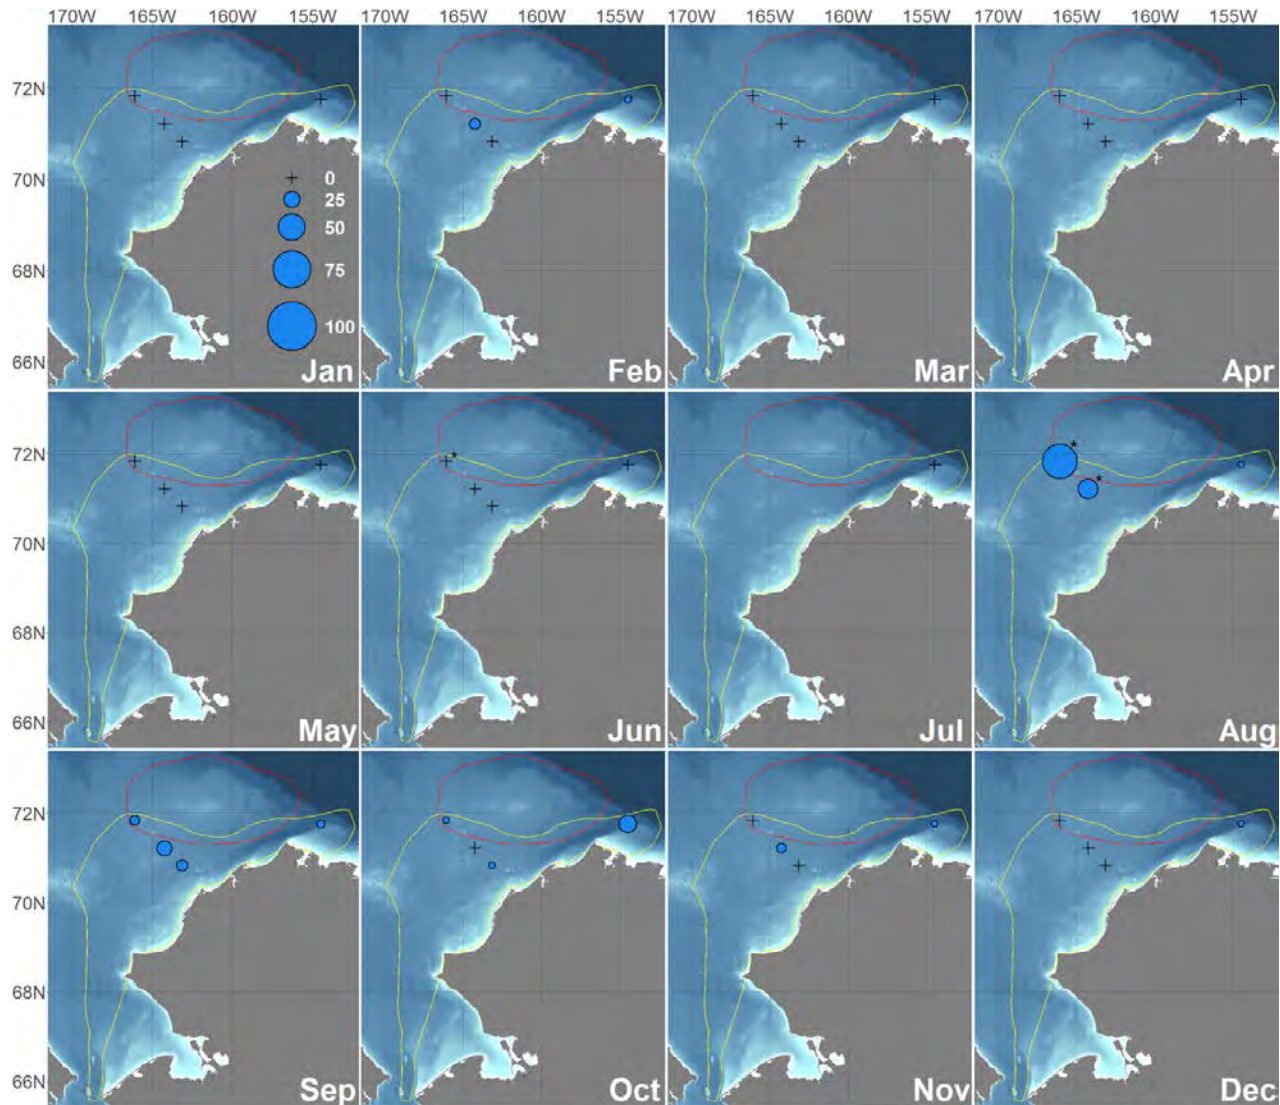 170W 165W 160W 155W 170W 165W 160W 155W 170W 165W 160W 155W 170W 165W 160W 155W
72N
70N
0
25
50
68N
75
100
66N
Jan Feb Mar Apr
72N
*
* *
70N
68N
66N
May Jun Jul Aug
72N
70N
68N
66N
Sep Oct Nov Dec